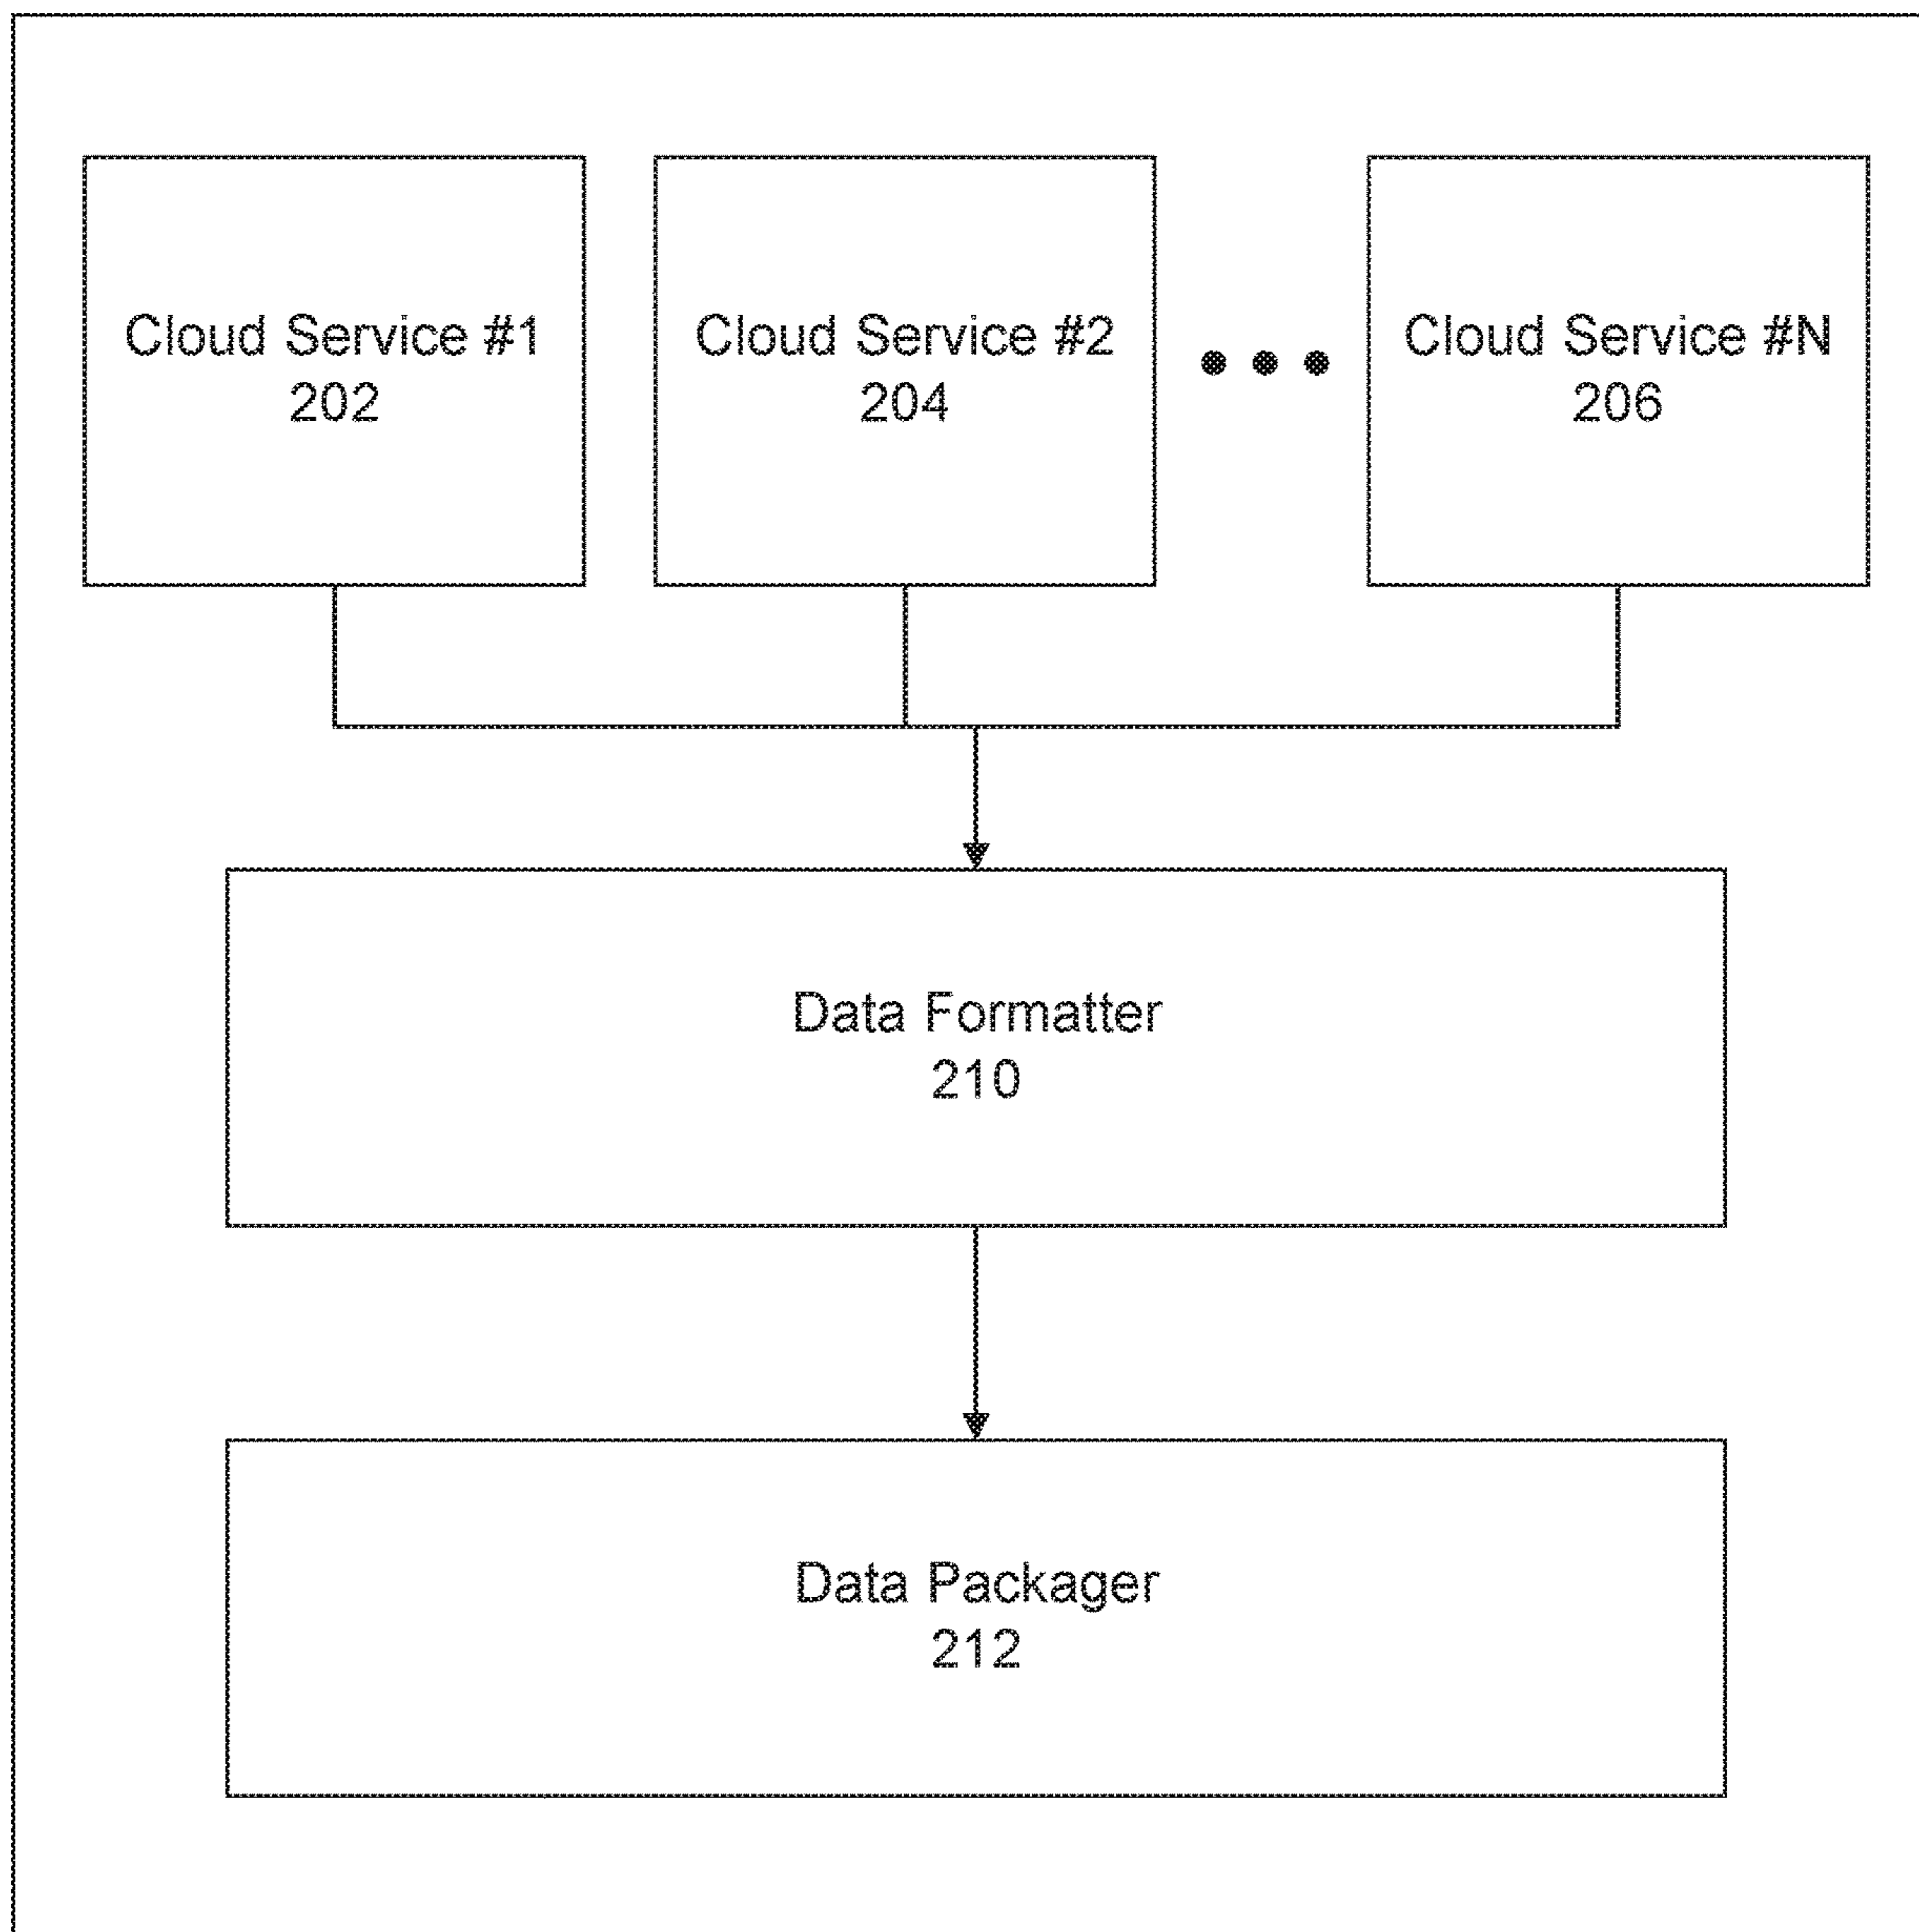 Cloud Service #1
202
Cloud Service #2
204
Cloud Service #N
206
Data Formatter
210
Data Packager
212